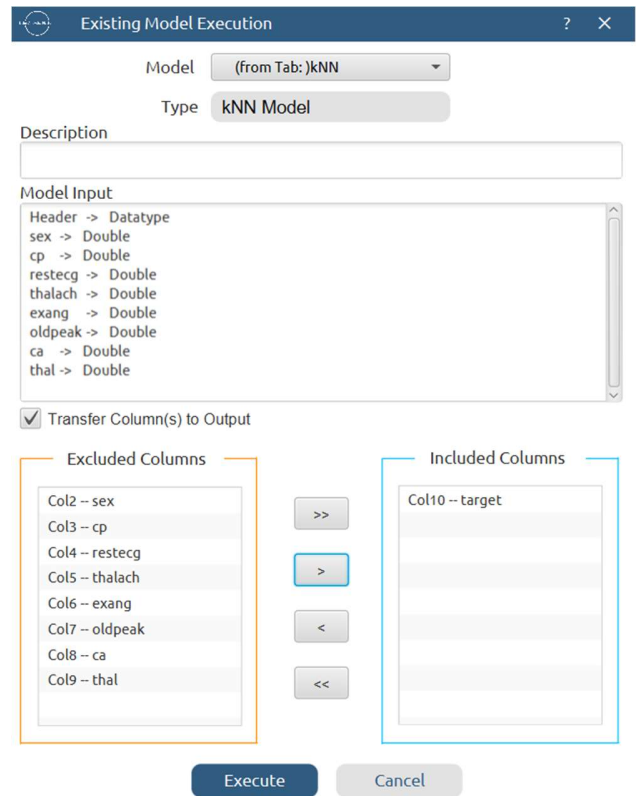 Existing Model Execution ? ×
Model (from Tab: )kNN
Type kNN Model
Description
Model Input
Header -> Datatype
sex -> Double
cp -> Double
restecg -> Double
thalach -> Double
exang -> Double
oldpeak -> Double
ca -> Double
thal -> Double
Transfer Column(s) to Output
Excluded Columns
Col2 -- sex
Col3 -- cp
Col4 -- restecg
Col5 -- thalach
Col6 -- exang
Col7 -- oldpeak
Col8 -- ca
Col9 -- thal
>>
>
<
<<
Included Columns
Col10 -- target
Execute Cancel